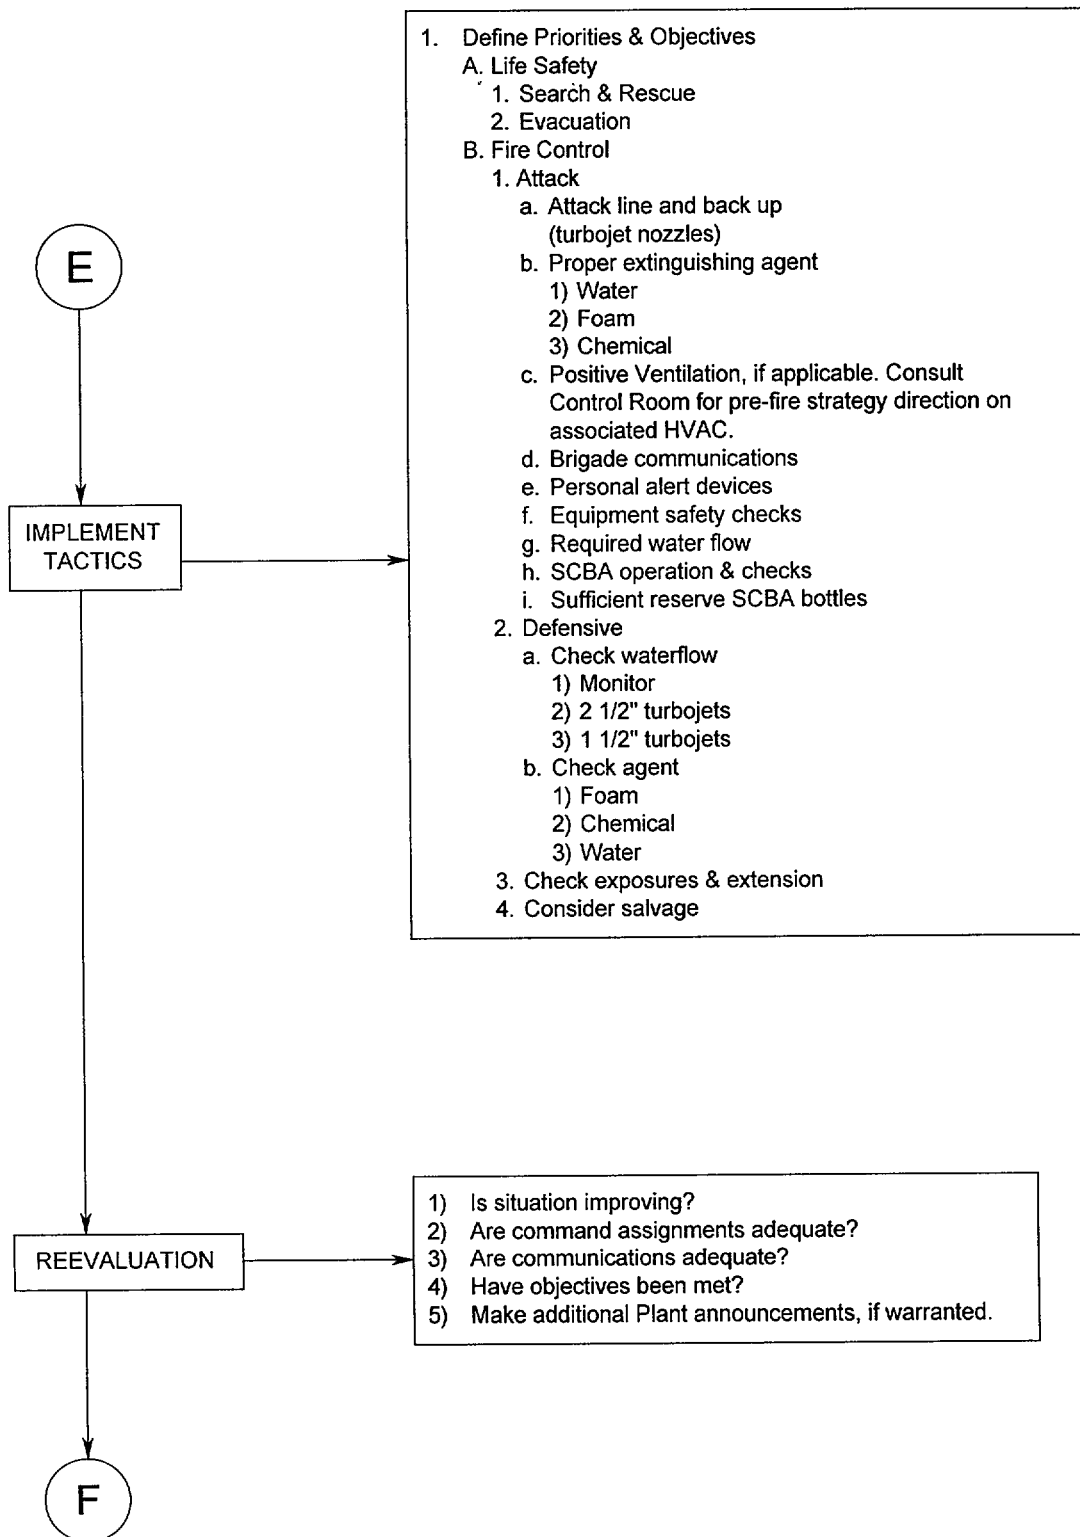 1. Define Priorities & Objectives
A. Life Safety
1. Search & Rescue
2. Evacuation
B. Fire Control
1. Attack
a. Attack line and back up
(turbojet nozzles)
b. Proper extinguishing agent
1) Water
2) Foam
3) Chemical
c. Positive Ventilation, if applicable. Consult
Control Room for pre-fire strategy direction on
associated HVAC.
d. Brigade communications
e. Personal alert devices
f. Equipment safety checks
g. Required water flow
h. SCBA operation & checks
i. Sufficient reserve SCBA bottles
2. Defensive
a. Check waterflow
1) Monitor
2) 2 1/2" turbojets
3) 1 1/2" turbojets
b. Check agent
1) Foam
2) Chemical
3) Water
3. Check exposures & extension
4. Consider salvage
E
IMPLEMENT
TACTICS
REEVALUATION
1) Is situation improving?
2) Are command assignments adequate?
3) Are communications adequate?
4) Have objectives been met?
5) Make additional Plant announcements, if warranted.
F